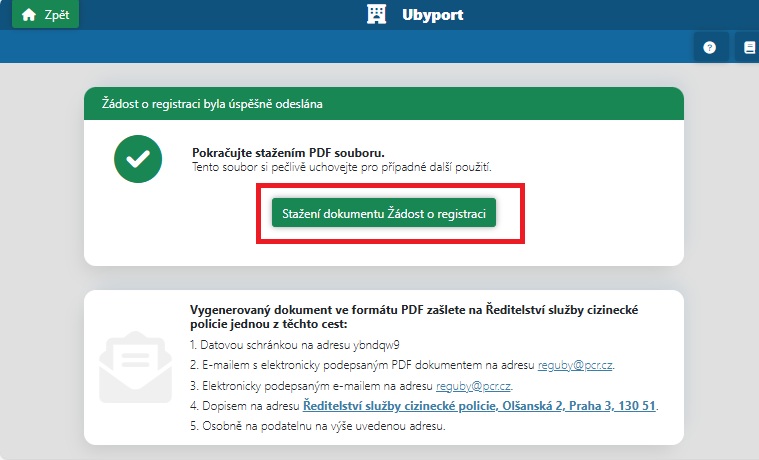 Zpět
Ubyport
Žádost o registraci byla úspěšně odeslána
Pokračujte stažením PDF souboru.
Tento soubor si pečlivě uchovejte pro případné další použití.
Stažení dokumentu Žádost o registraci
Vygenerovaný dokument ve formátu PDF zašlete na Ředitelství služby cizinecké
policie jednou z těchto cest:
1. Datovou schránkou na adresu ybndqw9
2. E-mailem s elektronicky podepsaným PDF dokumentem na adresu reguby@pcr.cz.
3. Elektronicky podepsaným e-mailem na adresu reguby@pcr.cz.
4. Dopisem na adresu Ředitelství služby cizinecké policie, Olšanská 2, Praha 3, 130 51.
5. Osobně na podatelnu na výše uvedenou adresu.